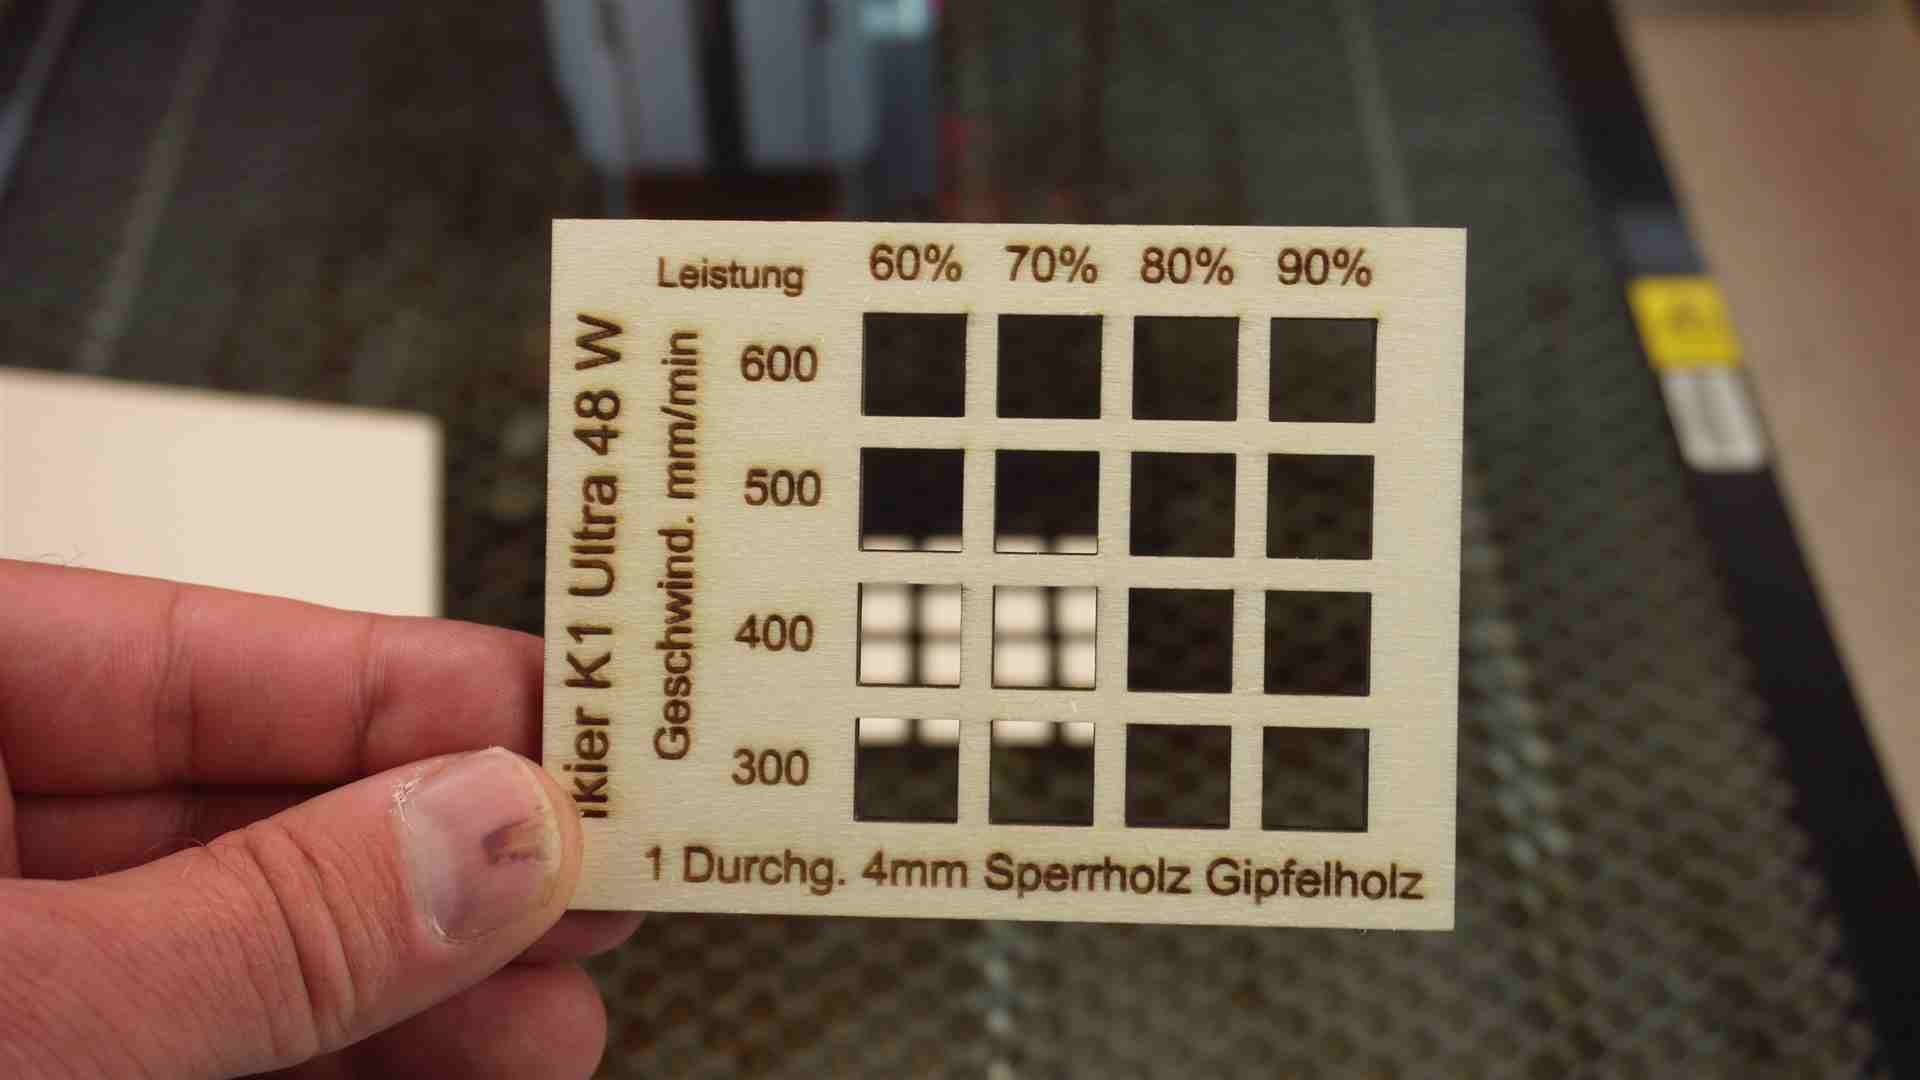 Leistung 60% 70% 80% 90%
600
500
400
300
Geschwind. mm/min
K1 Ultra 48 W
1 Durchg. 4mm Sperrholz Gipfelholz